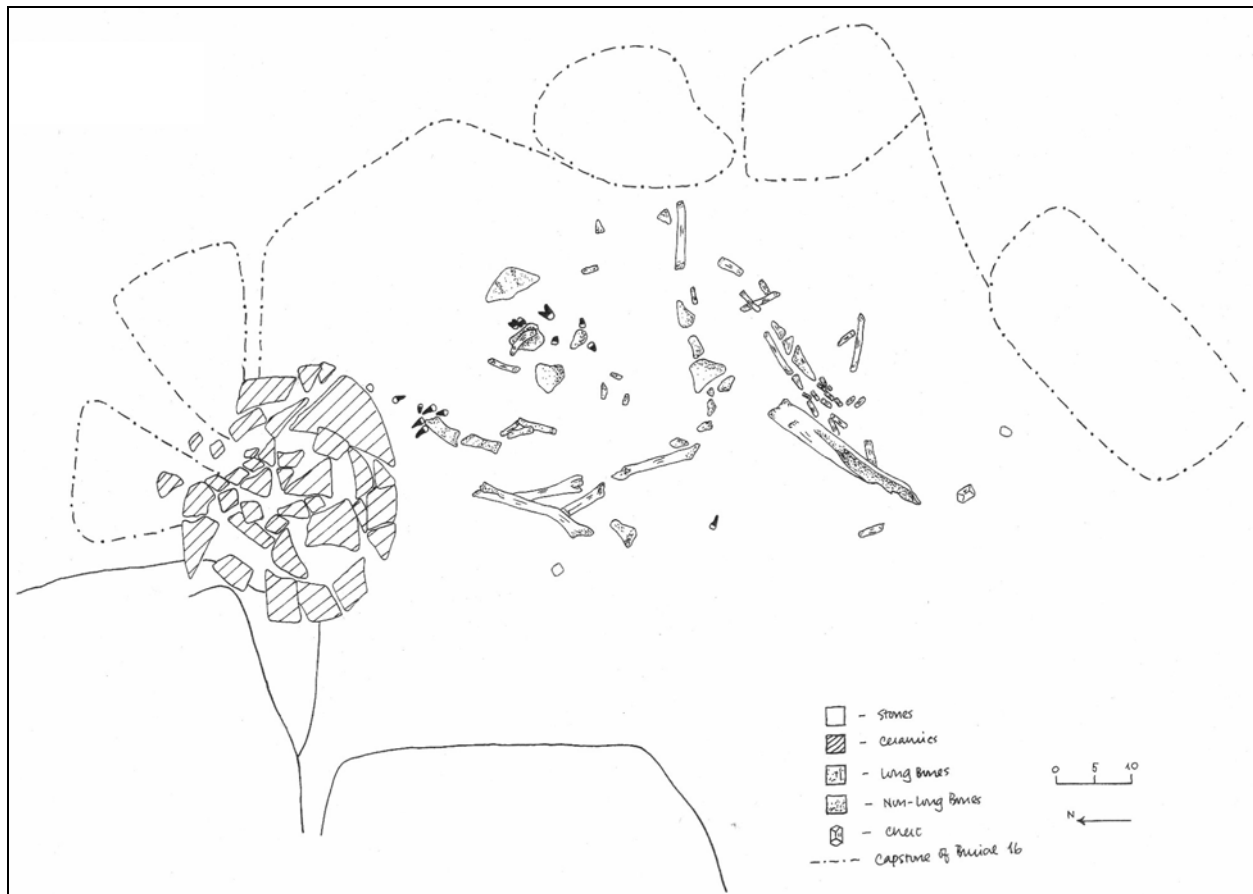 - Stones
- Ceramics
- Long Bones
- Non-Long Bones
- Chert
- Capstone of Burial 16
0 5 10
N